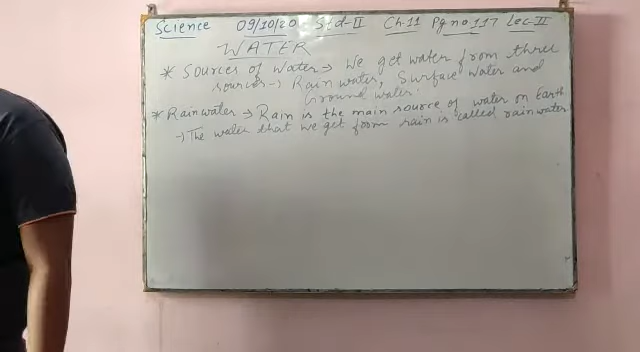 Science 09/10/20 Std-II Ch-11 Pg no 117 Lec-II
WATER
* Sources of Water → We get water from three
sources → Rain water, Surface Water and
Ground water.
* Rainwater → Rain is the main source of water on Earth
→ The water that we get from rain is called rainwater